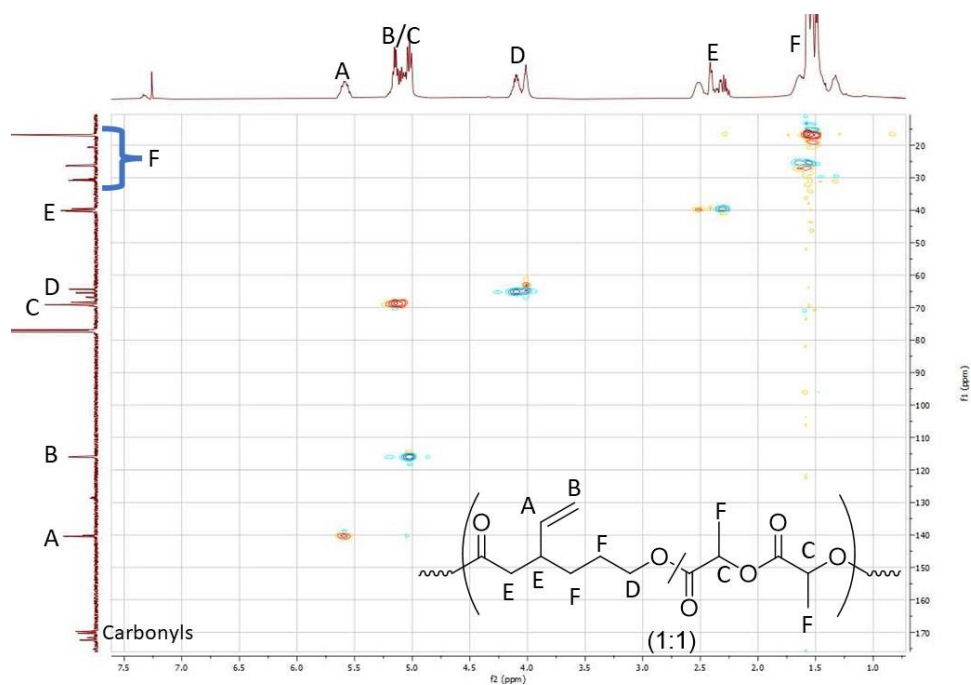 A
B/C
D
E
F
F
E
D
C
B
A
Carbonyls
20
30
40
50
60
70
80
90
100
110
120
130
140
150
160
170
f1 (ppm)
7.5 7.0 6.5 6.0 5.5 5.0 4.5 4.0 3.5 3.0 2.5 2.0 1.5 1.0
f2 (ppm)
A B F
O F O C
O O O
E E F D O C F
(1:1)